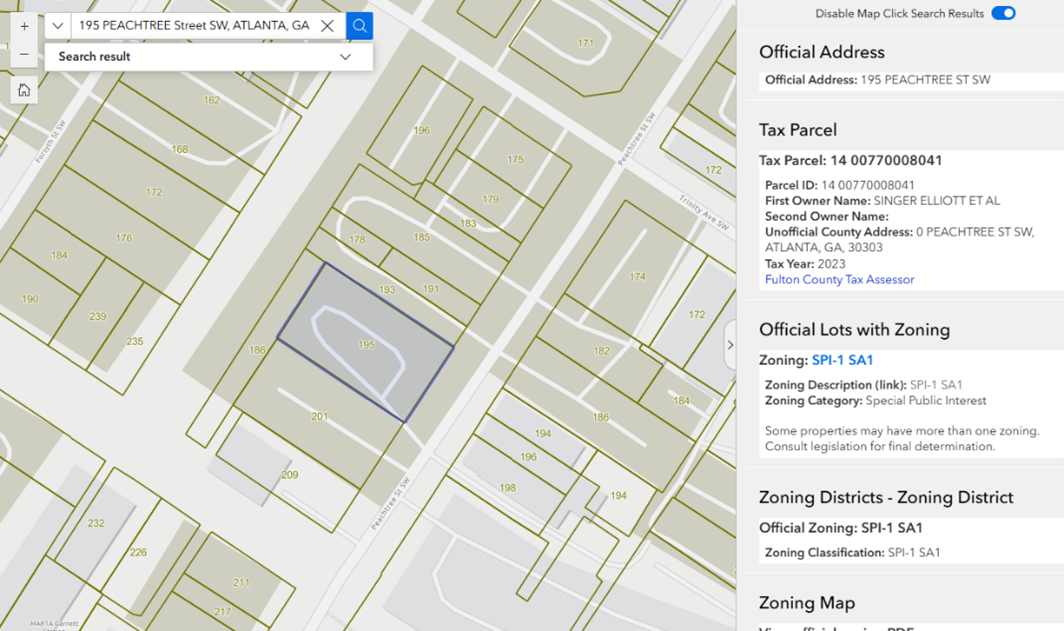 195 PEACHTREE Street SW, ATLANTA, GA
Search result
Disable Map Click Search Results
Official Address
Official Address: 195 PEACHTREE ST SW
Tax Parcel
Tax Parcel: 14 00770008041
Parcel ID: 14 00770008041
First Owner Name: SINGER ELLIOTT ET AL
Second Owner Name:
Unofficial County Address: 0 PEACHTREE ST SW,
ATLANTA, GA, 30303
Tax Year: 2023
Fulton County Tax Assessor
Official Lots with Zoning
Zoning: SPI-1 SA1
Zoning Description (link): SPI-1 SA1
Zoning Category: Special Public Interest
Some properties may have more than one zoning.
Consult legislation for final determination.
Zoning Districts - Zoning District
Official Zoning: SPI-1 SA1
Zoning Classification: SPI-1 SA1
Zoning Map
171
162
196
168
175
172
172
179
Forsyth St SW
Peachtree St SW
Trinity Ave SW
176
178
185
183
184
174
190
193
191
239
172
235
186
195
182
201
184
186
194
196
209
198
194
Peachtree St SW
232
226
211
217
MARTA Garnett